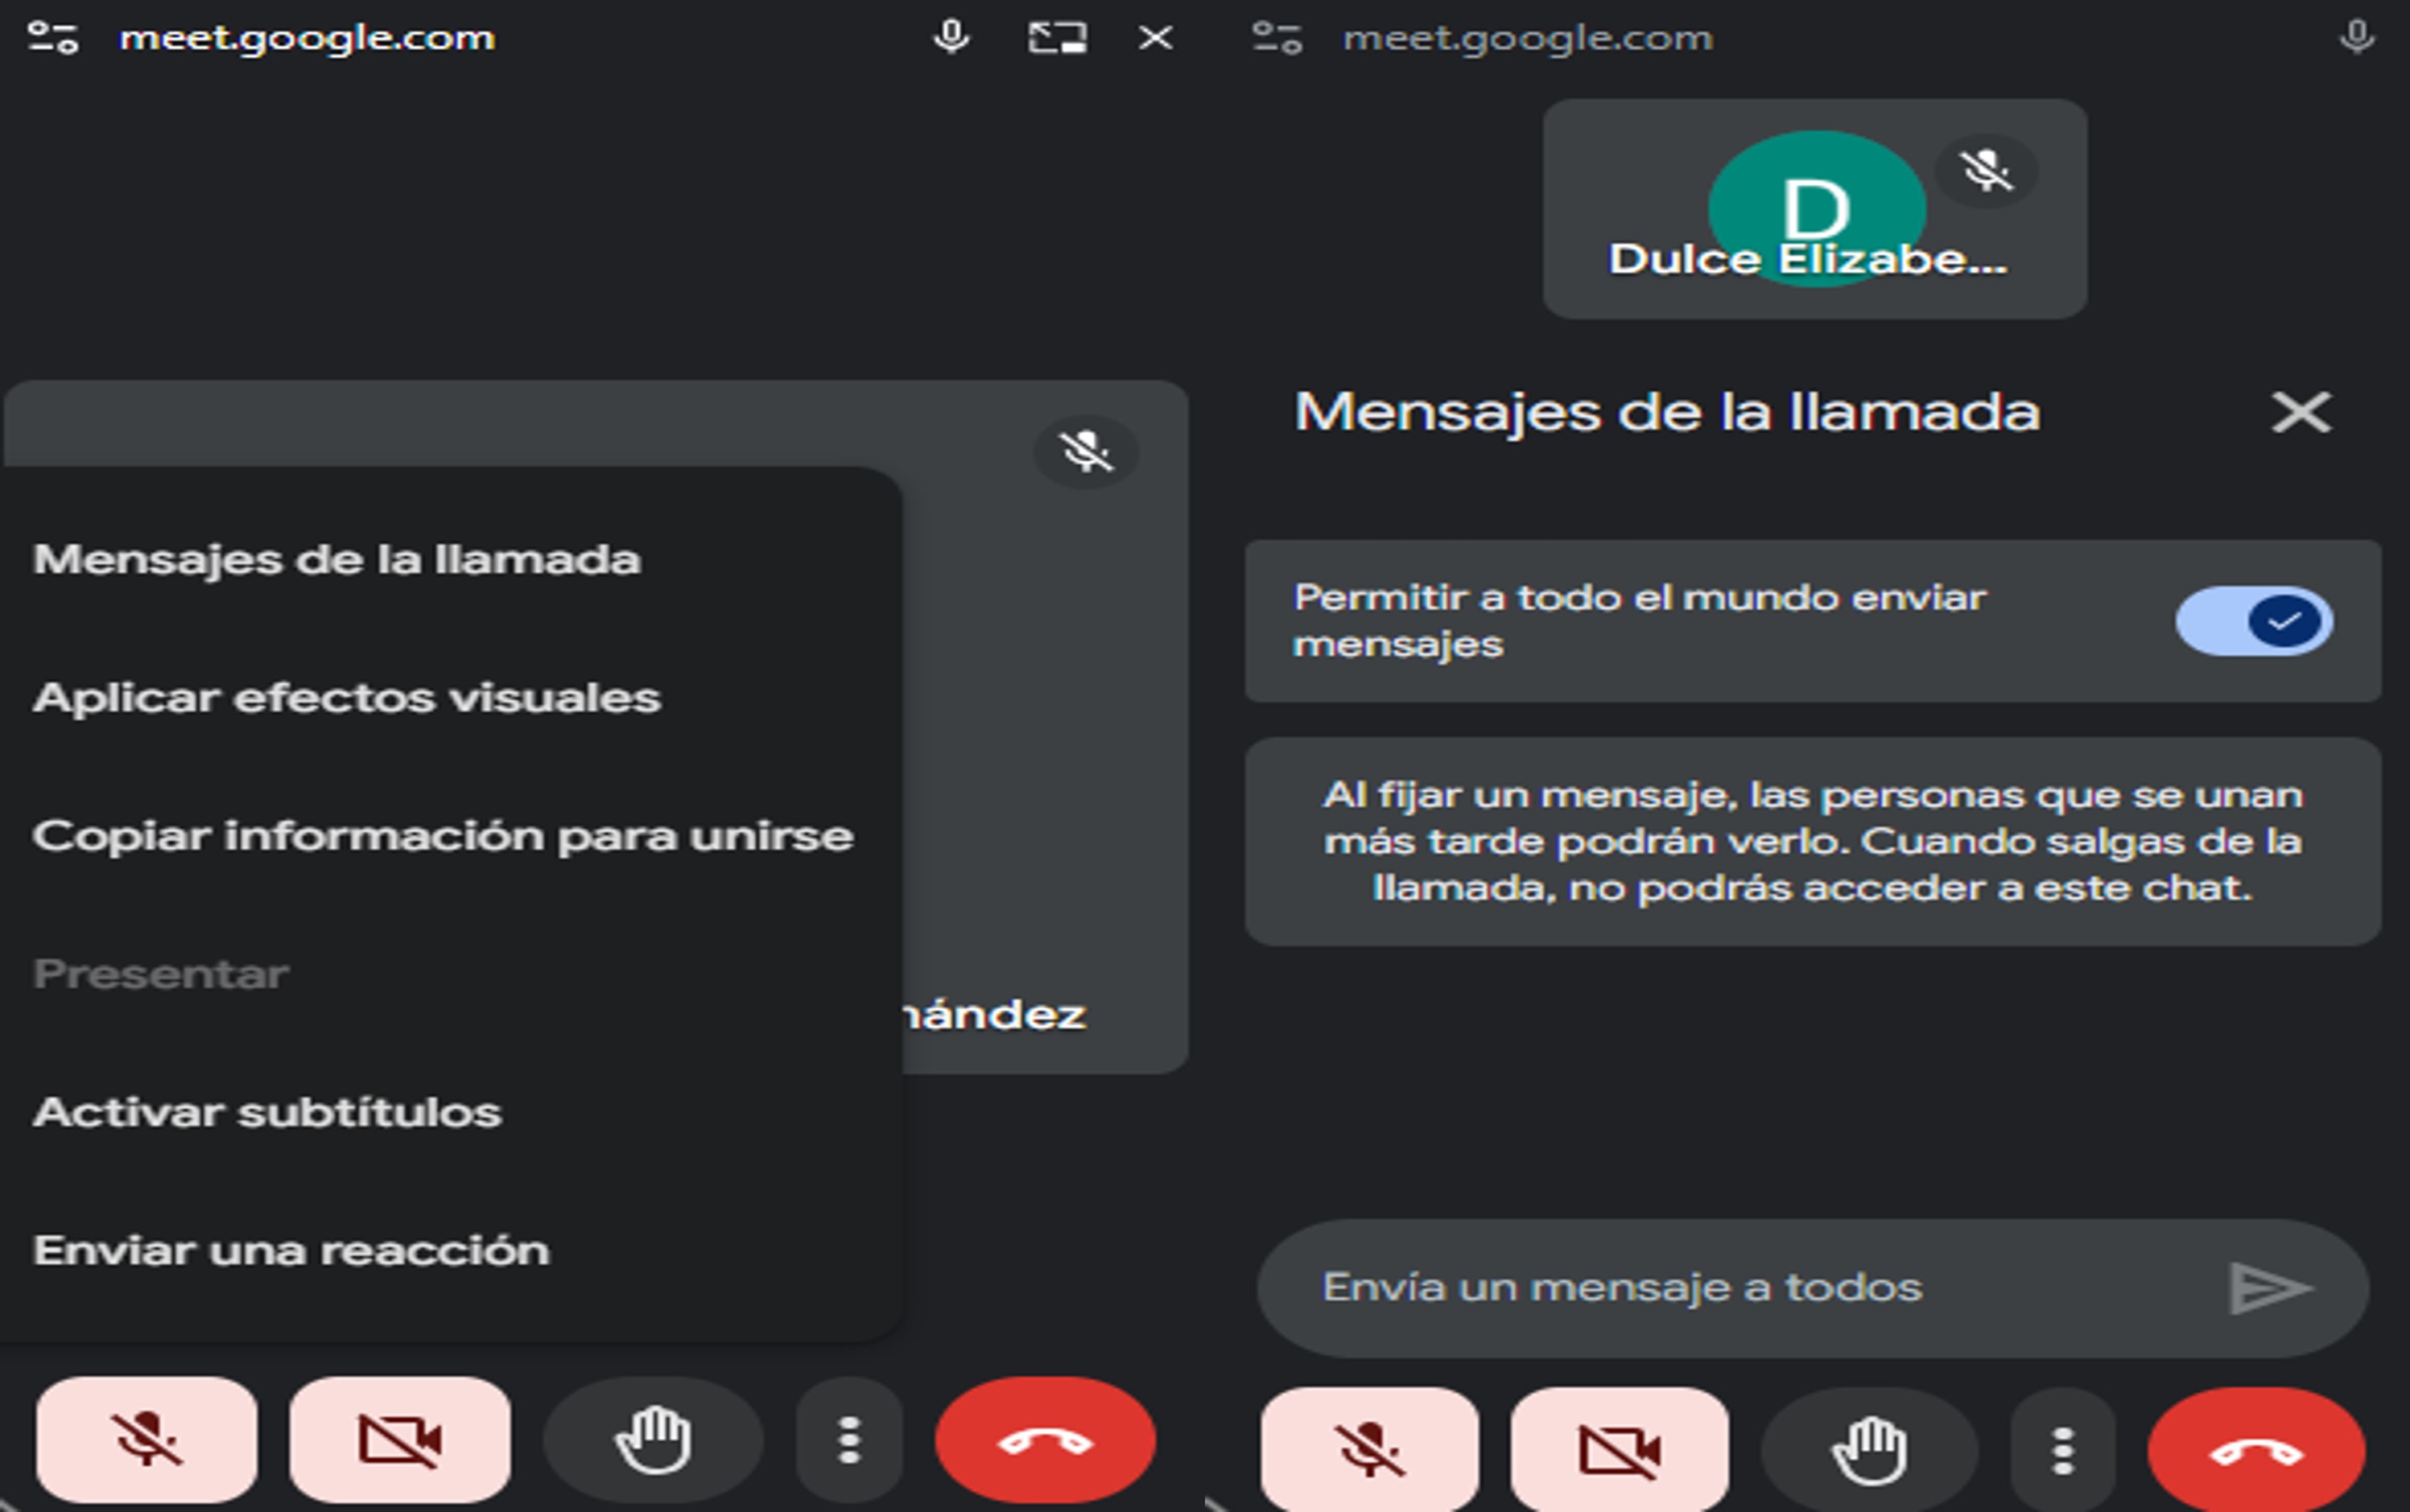 meet.google.com
Mensajes de la llamada
Aplicar efectos visuales
Copiar información para unirse
Presentar
nández
Activar subtítulos
Enviar una reacción
meet.google.com
D
Dulce Elizabe...
Mensajes de la llamada
Permitir a todo el mundo enviar
mensajes
Al fijar un mensaje, las personas que se unan
más tarde podrán verlo. Cuando salgas de la
llamada, no podrás acceder a este chat.
Envía un mensaje a todos